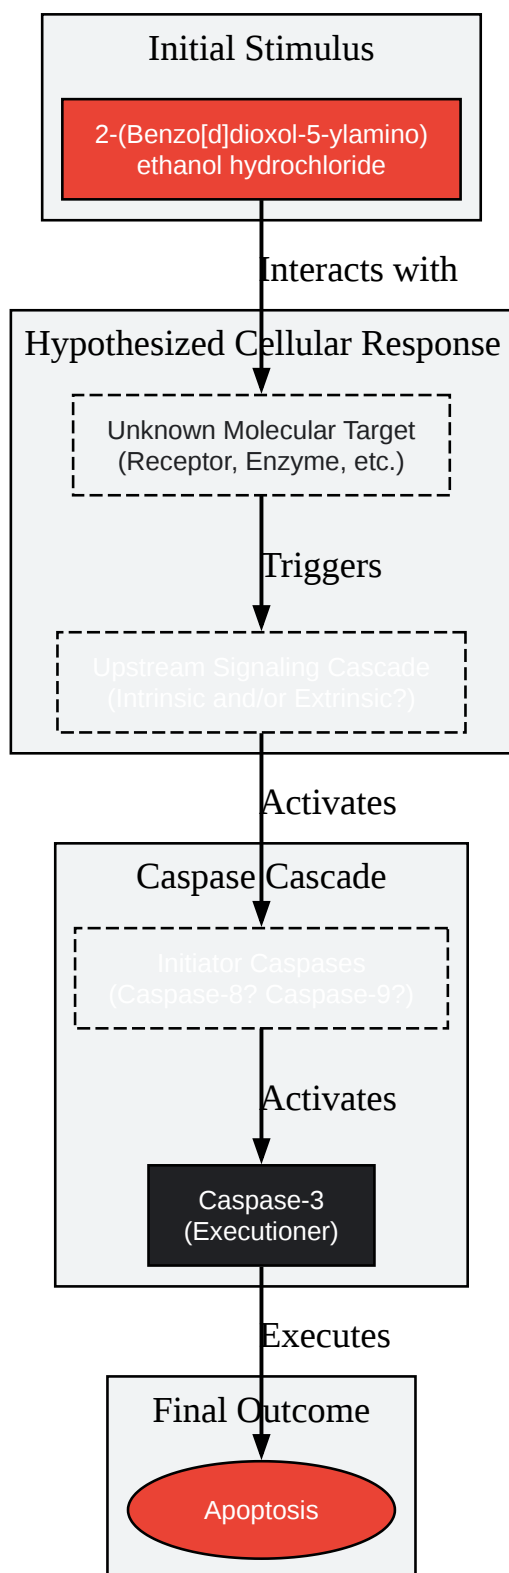 Initial Stimulus
2-(Benzo[d]dioxol-5-ylamino)
ethanol hydrochloride
Interacts with
Hypothesized Cellular Response
Unknown Molecular Target
(Receptor, Enzyme, etc.)
Triggers
Upstream Signaling Cascade
(Intrinsic and/or Extrinsic?)
Activates
Caspase Cascade
Initiator Caspases
(Caspase-8? Caspase-9?)
Activates
Caspase-3
(Executioner)
Executes
Final Outcome
Apoptosis